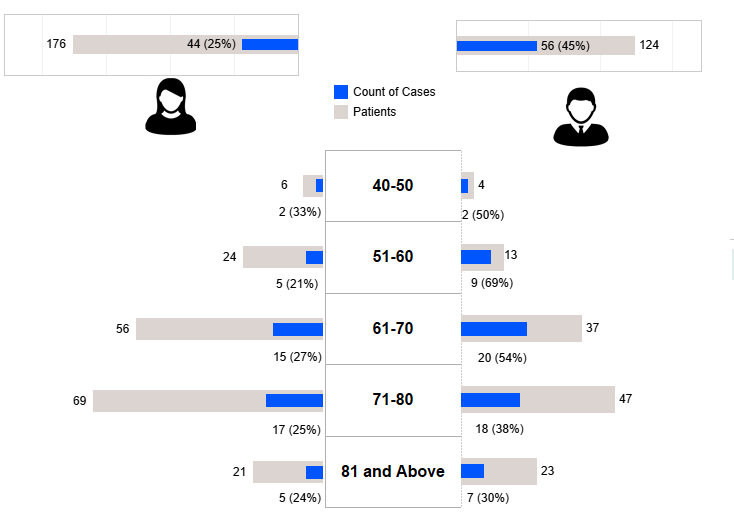 176 44 (25%) 56 (45%) 124
Count of Cases
Patients
6 40-50 4
2 (33%) 2 (50%)
24 51-60 13
5 (21%) 9 (69%)
56 61-70 37
15 (27%) 20 (54%)
69 71-80 47
17 (25%) 18 (38%)
21 81 and Above 23
5 (24%) 7 (30%)